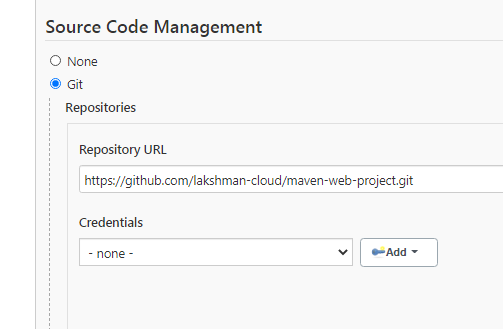 Source Code Management
None
Git
Repositories
Repository URL
https://github.com/lakshman-cloud/maven-web-project.git
Credentials
- none -
Add